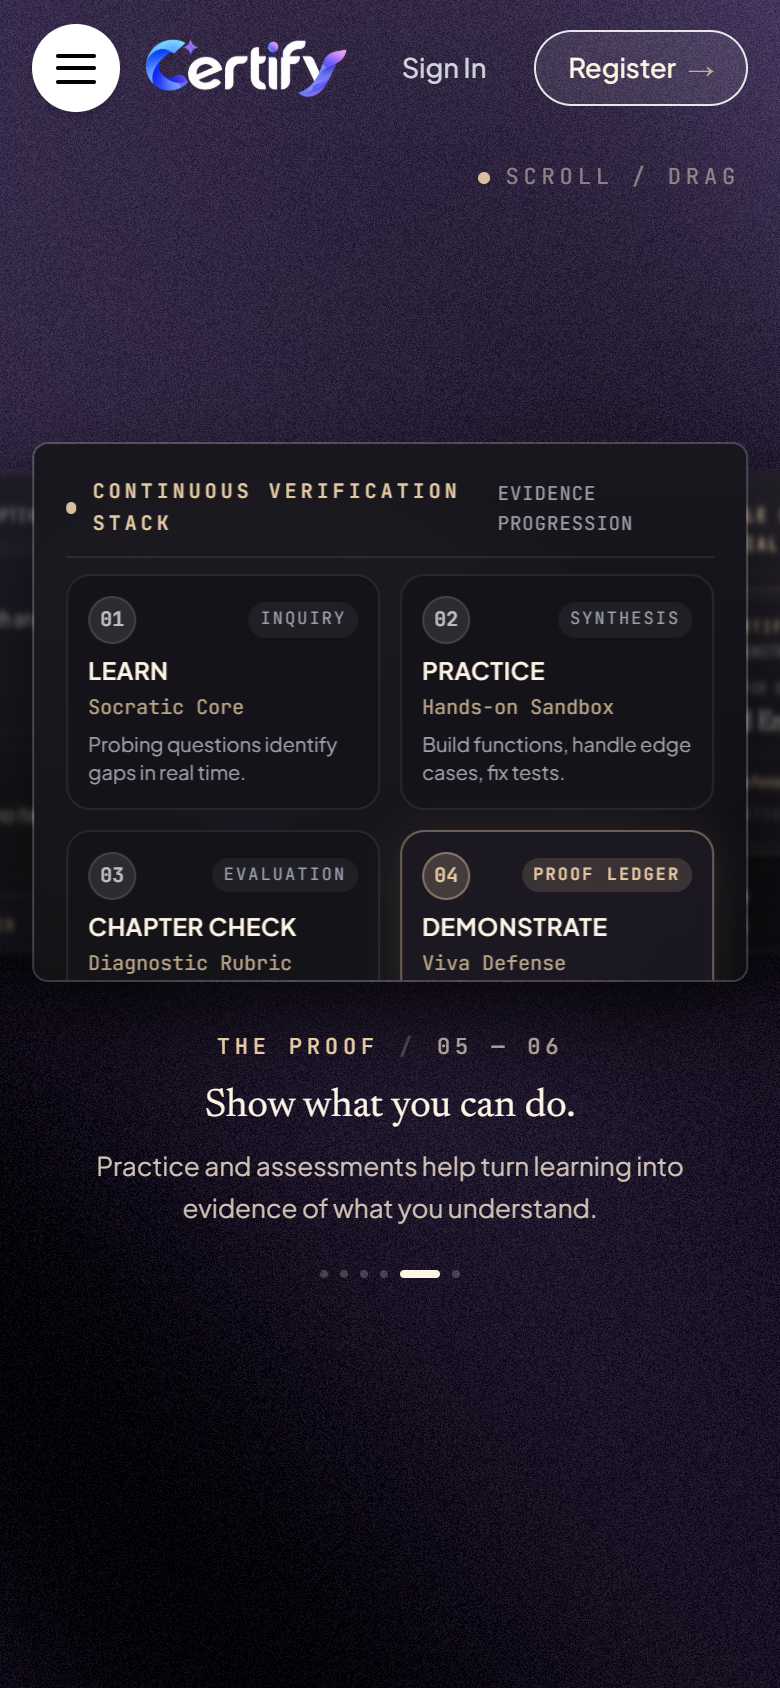 Certify
Sign In
Register →
SCROLL / DRAG
CONTINUOUS VERIFICATION
STACK
EVIDENCE
PROGRESSION
01
INQUIRY
LEARN
Socratic Core
Probing questions identify
gaps in real time.
02
SYNTHESIS
PRACTICE
Hands-on Sandbox
Build functions, handle edge
cases, fix tests.
03
EVALUATION
CHAPTER CHECK
Diagnostic Rubric
04
PROOF LEDGER
DEMONSTRATE
Viva Defense
THE PROOF / 05 — 06
Show what you can do.
Practice and assessments help turn learning into
evidence of what you understand.